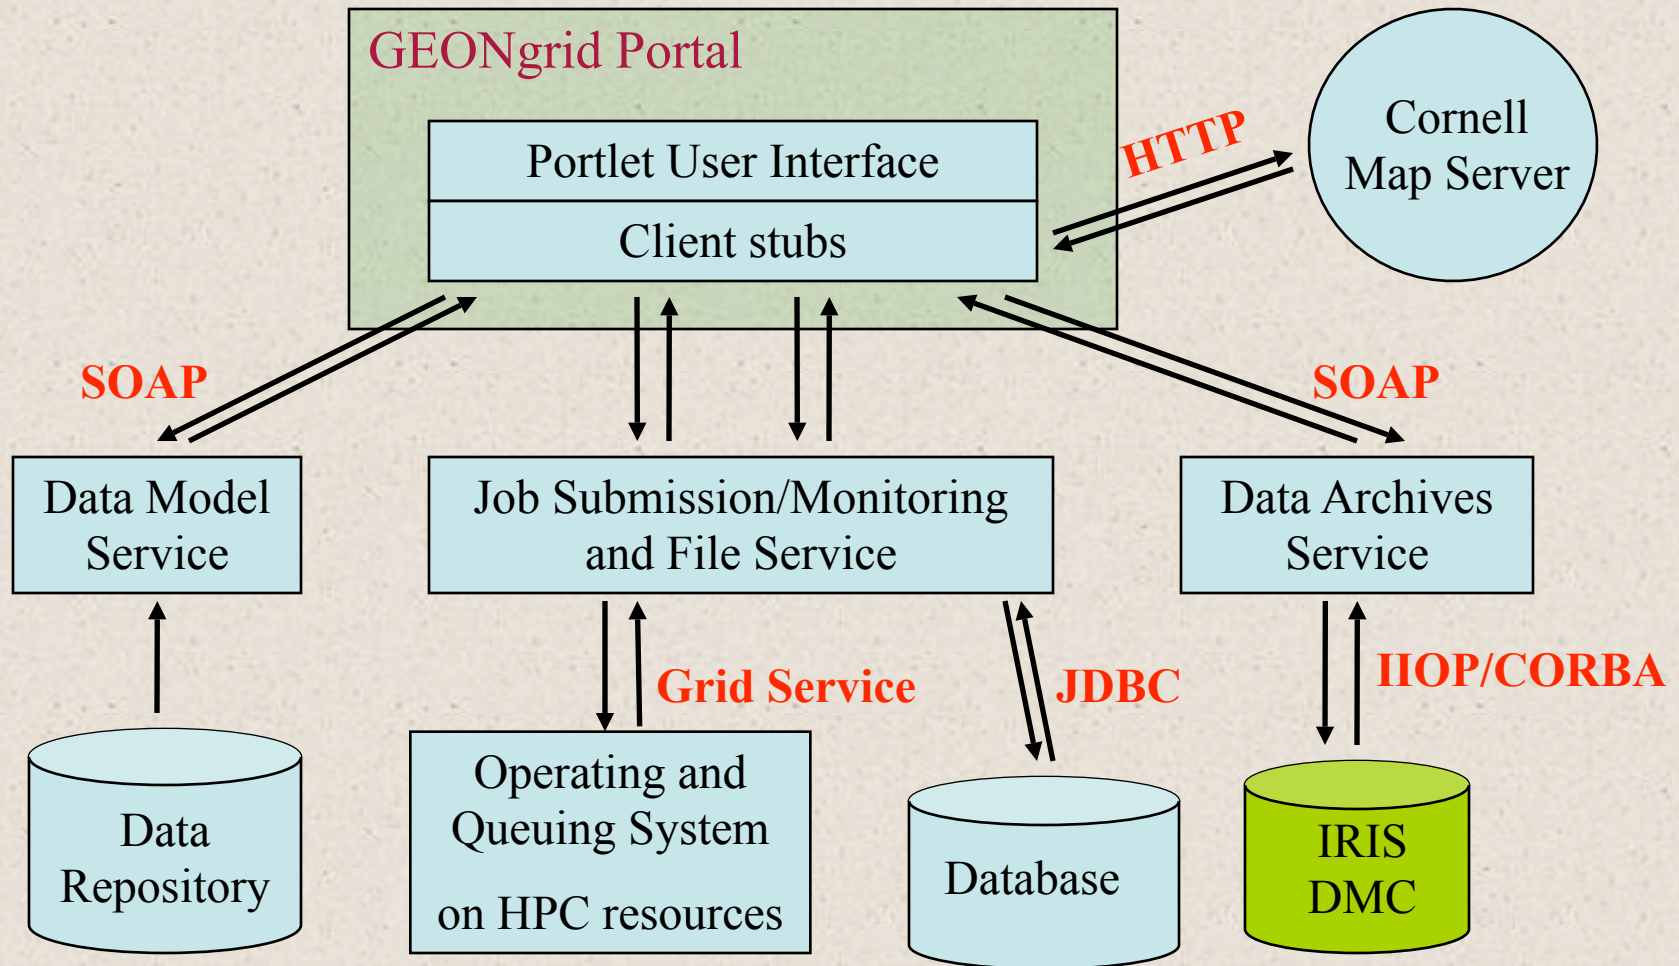 GEONgrid Portal
Portlet User Interface
Client stubs
HTTP
Cornell
Map Server
SOAP
SOAP
Data Model
Service
Job Submission/Monitoring
and File Service
Data Archives
Service
Grid Service
JDBC
IIOP/CORBA
Data
Repository
Operating and
Queuing System
on HPC resources
Database
IRIS
DMC